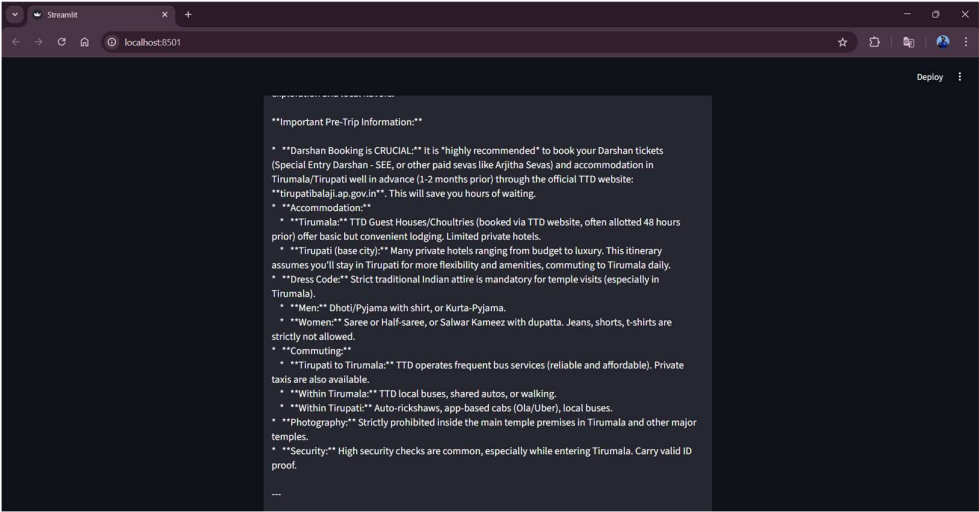 Streamlit
localhost:8501
Deploy
**Important Pre-Trip Information:**
*   **Darshan Booking is CRUCIAL:** It is *highly recommended* to book your Darshan tickets
(Special Entry Darshan - SEE, or other paid sevas like Arjitha Sevas) and accommodation in
Tirumala/Tirupati well in advance (1-2 months prior) through the official TTD website:
**tirupatibalaji.ap.gov.in**. This will save you hours of waiting.
*   **Accommodation:**
*   **Tirumala:** TTD Guest Houses/Choultries (booked via TTD website, often allotted 48 hours
prior) offer basic but convenient lodging. Limited private hotels.
*   **Tirupati (base city):** Many private hotels ranging from budget to luxury. This itinerary
assumes you'll stay in Tirupati for more flexibility and amenities, commuting to Tirumala daily.
*   **Dress Code:** Strict traditional Indian attire is mandatory for temple visits (especially in
Tirumala).
*   **Men:** Dhoti/Pyjama with shirt, or Kurta-Pyjama.
*   **Women:** Saree or Half-saree, or Salwar Kameez with dupatta. Jeans, shorts, t-shirts are
strictly not allowed.
*   **Commuting:**
*   **Tirupati to Tirumala:** TTD operates frequent bus services (reliable and affordable). Private
taxis are also available.
*   **Within Tirumala:** TTD local buses, shared autos, or walking.
*   **Within Tirupati:** Auto-rickshaws, app-based cabs (Ola/Uber), local buses.
*   **Photography:** Strictly prohibited inside the main temple premises in Tirumala and other major
temples.
*   **Security:** High security checks are common, especially while entering Tirumala. Carry valid ID
proof.
---